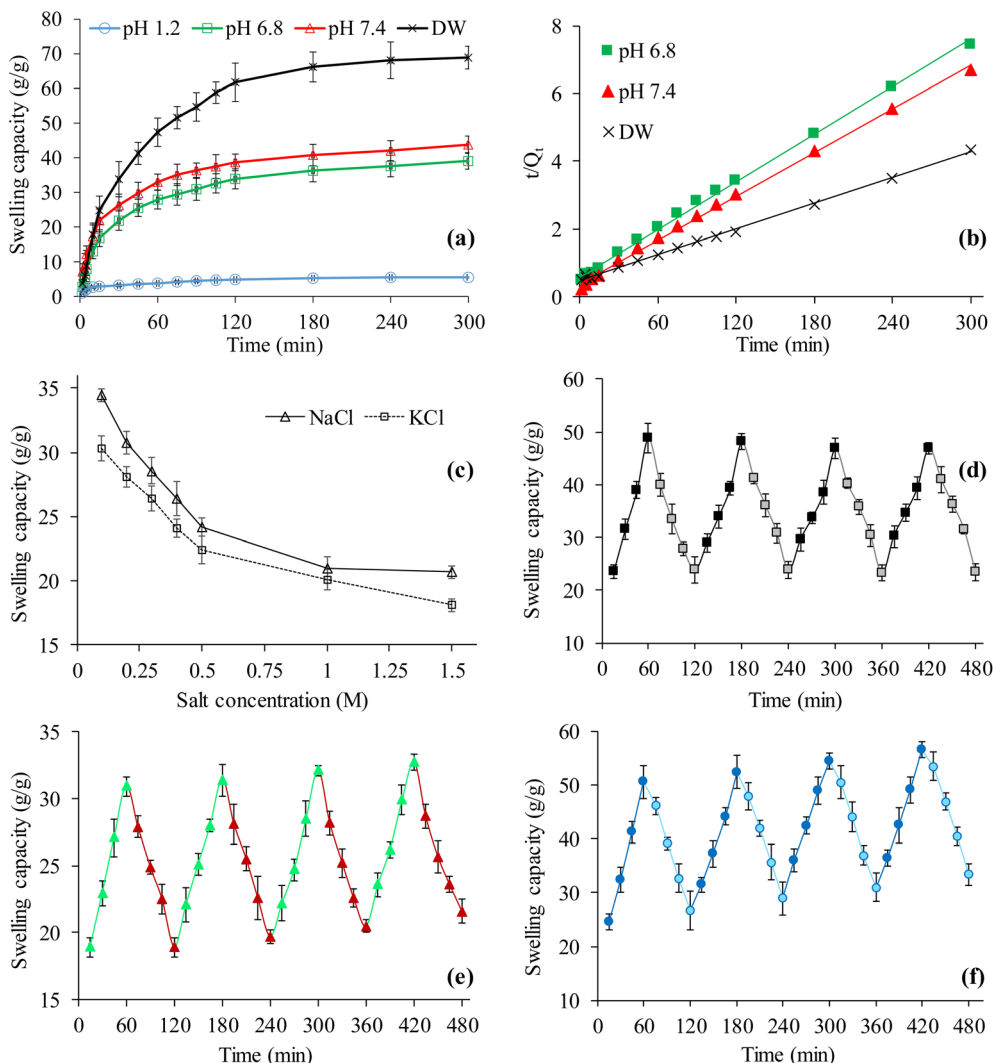 pH 1.2 pH 6.8 pH 7.4 DW
Swelling capacity (g/g)
80
70
60
50
40
30
20
10
0
0 60 120 180 240 300
Time (min)
(a)
t/Qt
8
6
4
2
0
pH 6.8
pH 7.4
DW
0 60 120 180 240 300
Time (min)
(b)
Swelling capacity (g/g)
35
30
25
20
15
NaCl KCl
(c)
0 0.25 0.5 0.75 1 1.25 1.5
Salt concentration (M)
Swelling capacity (g/g)
60
50
40
30
20
10
(d)
0 60 120 180 240 300 360 420 480
Time (min)
Swelling capacity (g/g)
35
31
27
23
19
15
(e)
0 60 120 180 240 300 360 420 480
Time (min)
Swelling capacity (g/g)
60
50
40
30
20
10
(f)
0 60 120 180 240 300 360 420 480
Time (min)